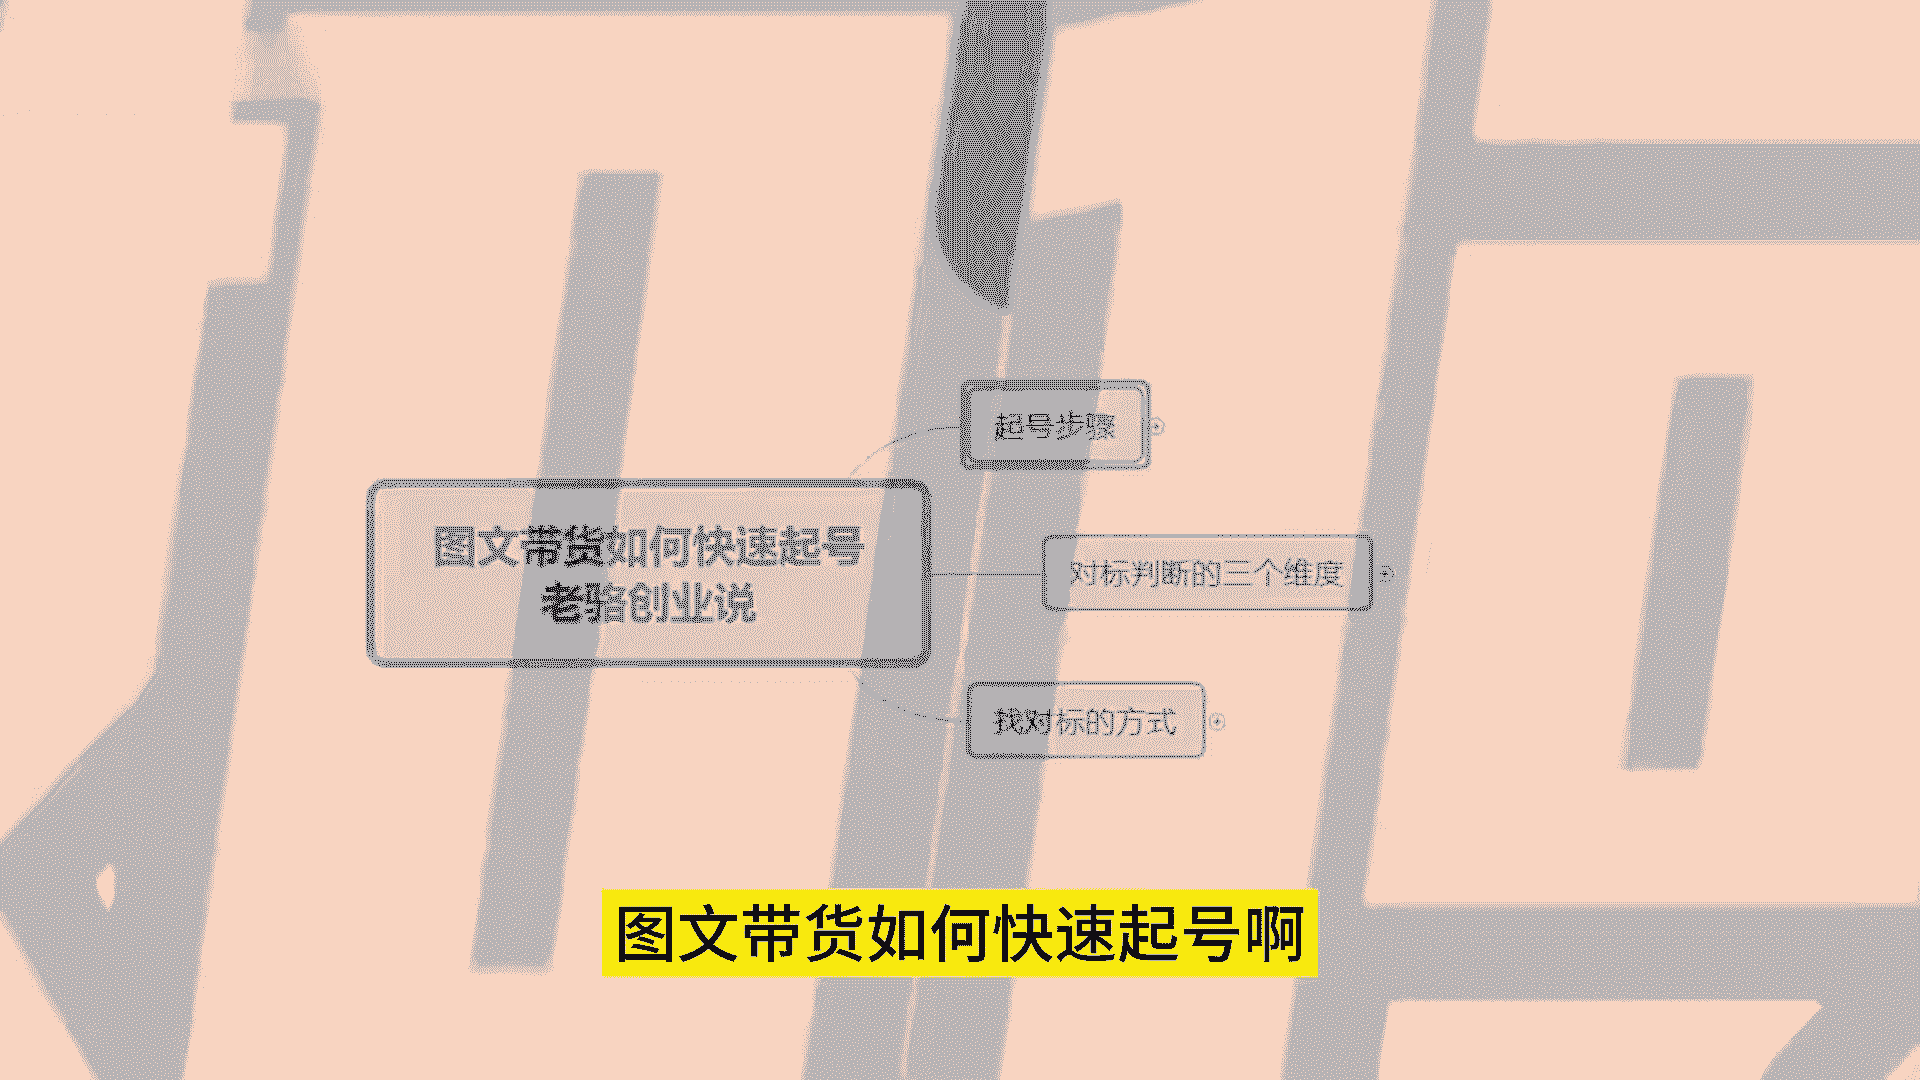 起号步骤
图文带货如何快速起号
老骆创业说
对标判断的三个维度
找对标的方式
图文带货如何快速起号啊